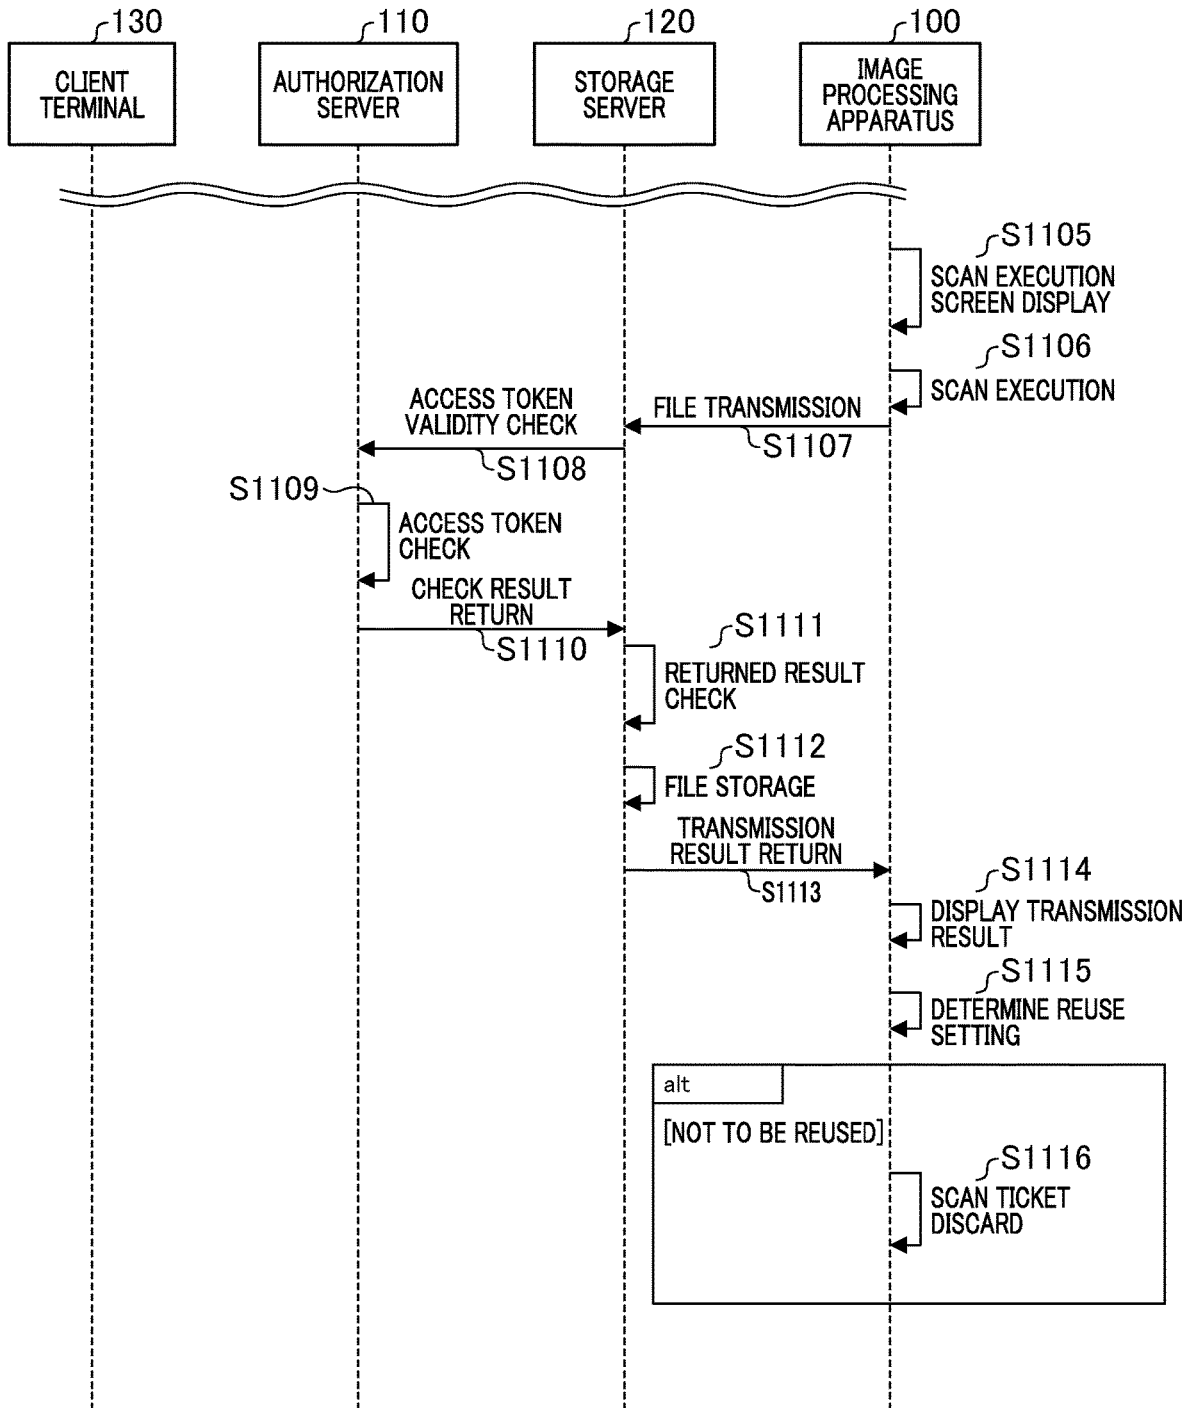 130
110
120
100
CLIENT
TERMINAL
AUTHORIZATION
SERVER
STORAGE
SERVER
IMAGE
PROCESSING
APPARATUS
S1105
SCAN EXECUTION
SCREEN DISPLAY
S1106
SCAN EXECUTION
FILE TRANSMISSION
S1107
ACCESS TOKEN
VALIDITY CHECK
S1108
S1109
ACCESS TOKEN
CHECK
CHECK RESULT
RETURN
S1110
S1111
RETURNED RESULT
CHECK
S1112
FILE STORAGE
TRANSMISSION
RESULT RETURN
S1113
S1114
DISPLAY TRANSMISSION
RESULT
S1115
DETERMINE REUSE
SETTING
alt
[NOT TO BE REUSED]
S1116
SCAN TICKET
DISCARD